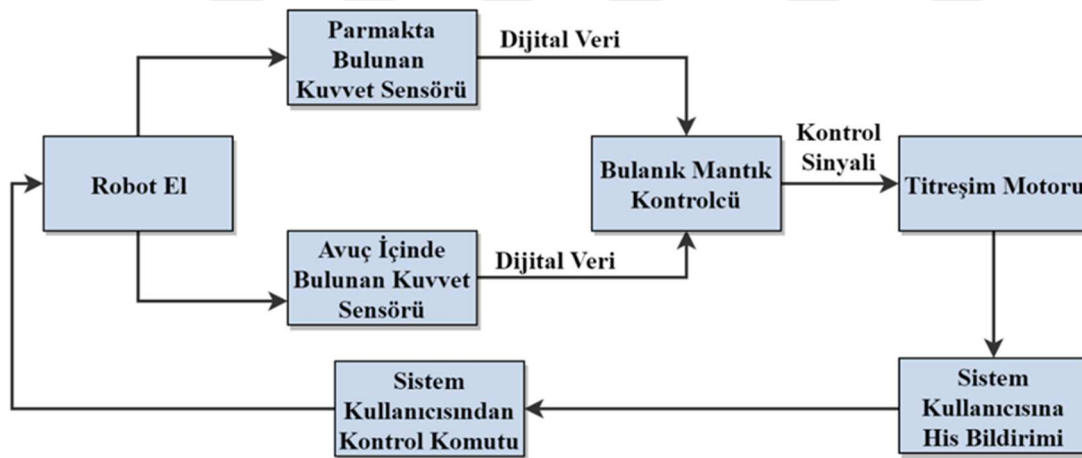 Parmakta
Bulunan
Kuvvet Sensörü
Dijital Veri
Robot El
Bulanık Mantık
Kontrolcü
Kontrol
Sinyali
Titreşim Motoru
Avuç İçinde
Bulunan Kuvvet
Sensörü
Dijital Veri
Sistem
Kullanıcısından
Kontrol Komutu
Sistem
Kullanıcısına
His Bildirimi